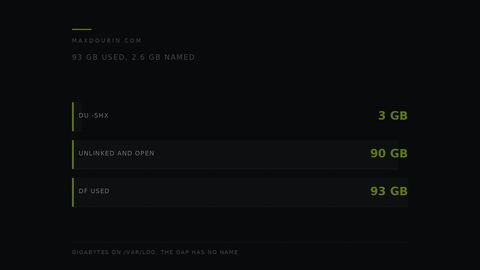 MAXDOURIN.COM
93 GB USED, 2.6 GB NAMED
DU -SHX
3 GB
UNLINKED AND OPEN
90 GB
DF USED
93 GB
GIGABYTES ON /VAR/LOG, THE GAP HAS NO NAME